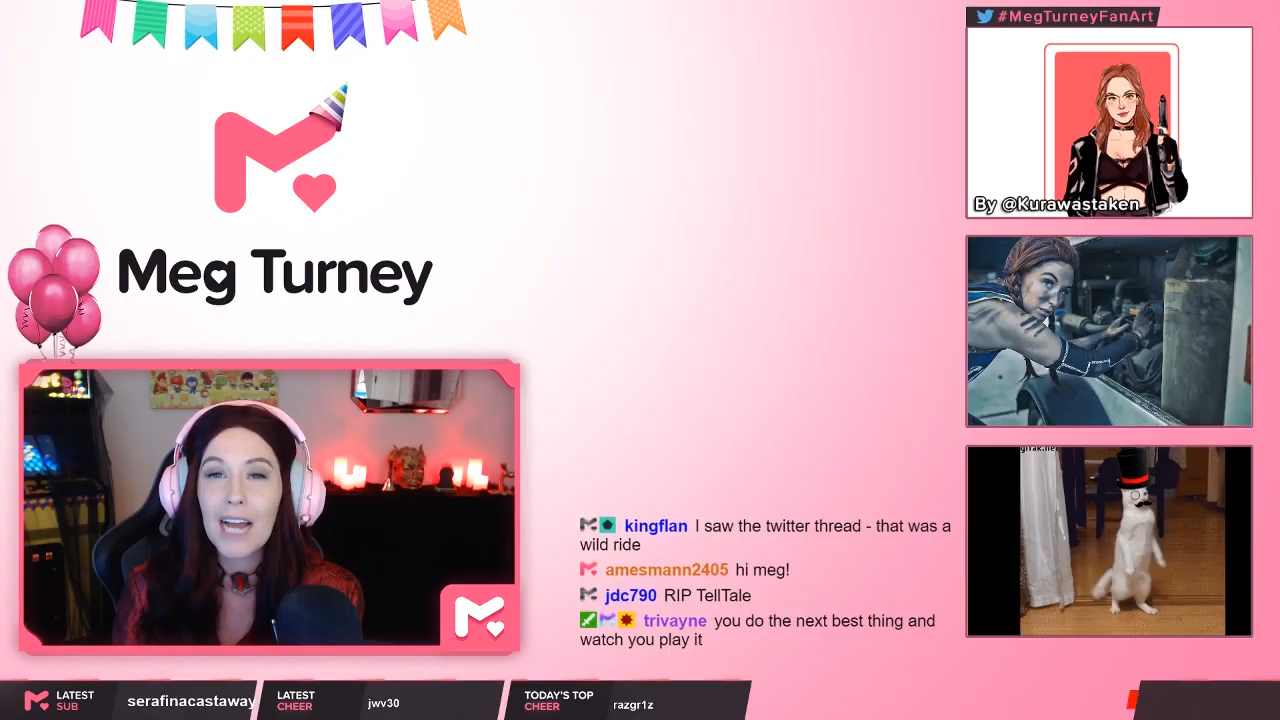 #MegTurneyFanArt
By @Kurawastaken
Meg Turney
kingflan I saw the twitter thread - that was a
wild ride
amesmann2405 hi meg!
jdc790 RIP TellTale
trivayne you do the next best thing and
watch you play it
LATEST
SUB
serafinacastaway
LATEST
CHEER
jwv30
TODAY'S TOP
CHEER
razgr1z